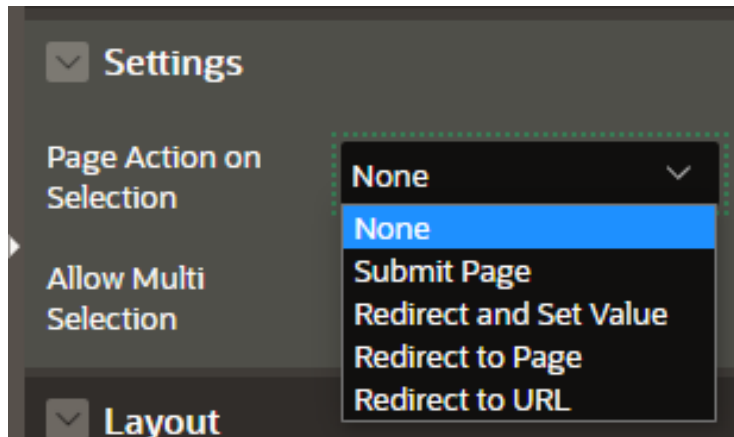 Settings
Page Action on
Selection
None
None
Submit Page
Redirect and Set Value
Redirect to Page
Redirect to URL
Allow Multi
Selection
Layout